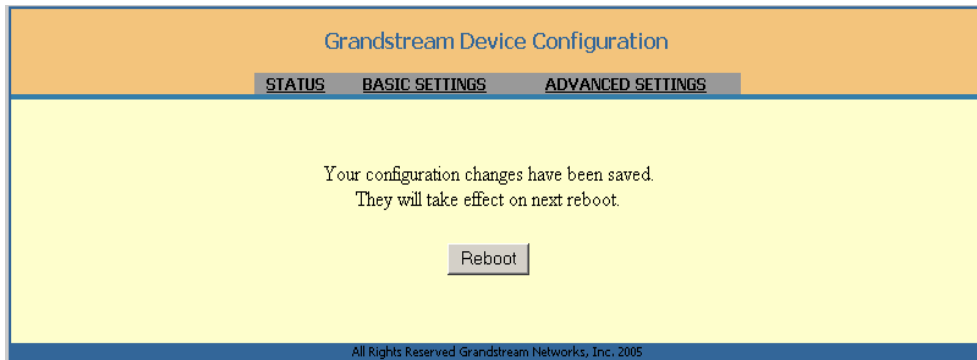 Grandstream Device Configuration
STATUS BASIC SETTINGS ADVANCED SETTINGS
Your configuration changes have been saved.
They will take effect on next reboot.
Reboot
All Rights Reserved Grandstream Networks, Inc. 2005